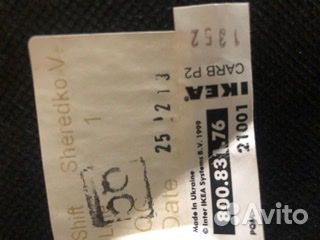 Shift Sheredko V
1
50
Date 25 12 13
1352
CARB P2
IKEA
Made in Ukraine
© Inter IKEA Systems B.V. 1999
800.831.76
21001
Avito